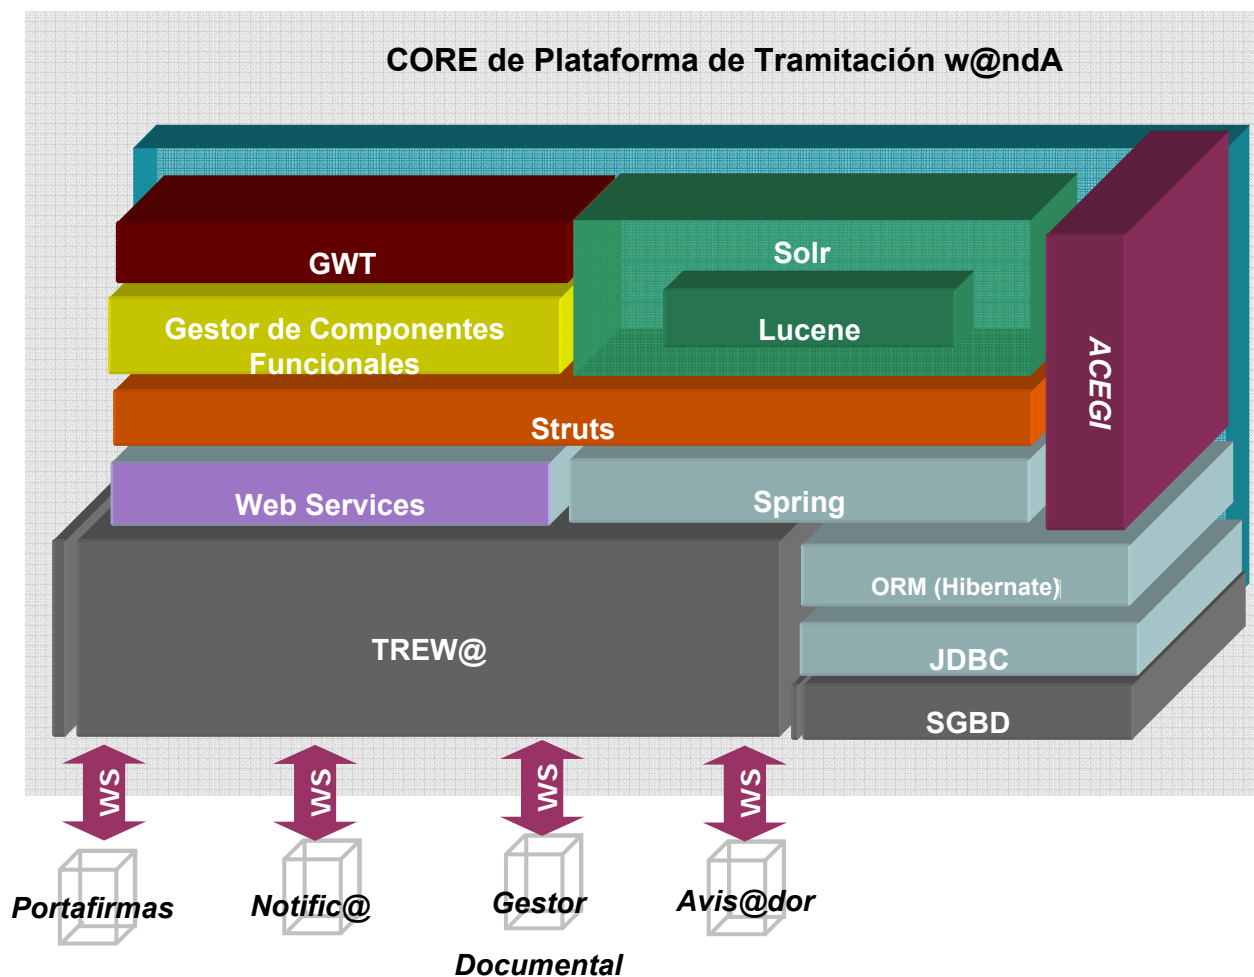 CORE de Plataforma de Tramitación w@ndA
GWT
Solr
Gestor de Componentes
Funcionales
Lucene
ACEGI
Struts
Web Services
Spring
ORM (Hibernate)
TREW@
JDBC
SGBD
WS
WS
WS
WS
Portafirmas
Notific@
Gestor
Documental
Avis@dor